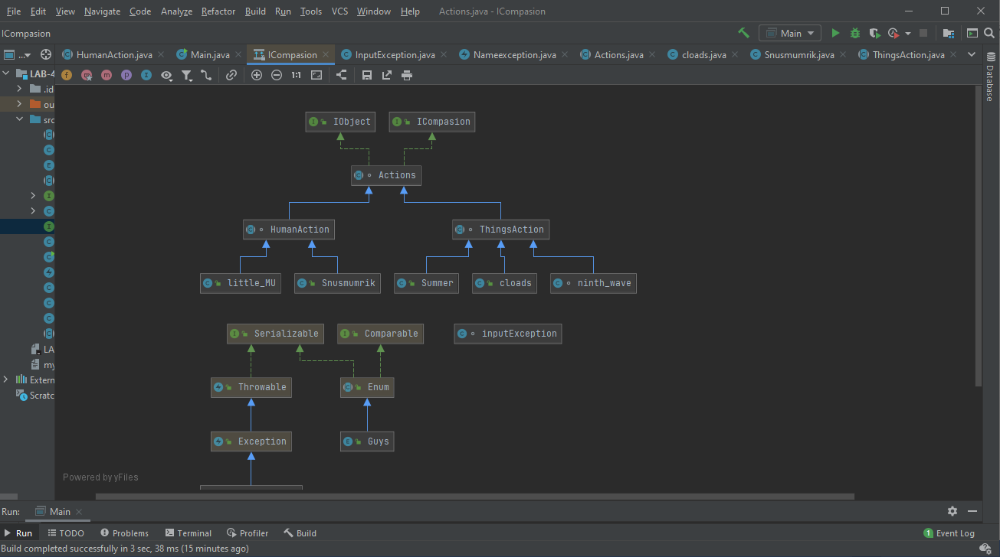 File Edit View Navigate Code Analyze Refactor Build Run Tools VCS Window Help Actions.java - ICompasion
ICompasion Main
... HumanAction.java Main.java ICompasion InputException.java Nameexception.java Actions.java cloads.java Snusmumrik.java ThingsAction.java
LAB-4
f m m p I 1:1
Database
.id
ou
src
IObject ICompasion
Actions
HumanAction ThingsAction
little_MU Snusmumrik Summer cloads ninth_wave
Serializable Comparable inputException
Throwable Enum
Exception Guys
LA
my
Extern
Scratc
Powered by yFiles
Run: Main
Run TODO Problems Terminal Profiler Build 1 Event Log
Build completed successfully in 3 sec, 38 ms (15 minutes ago)